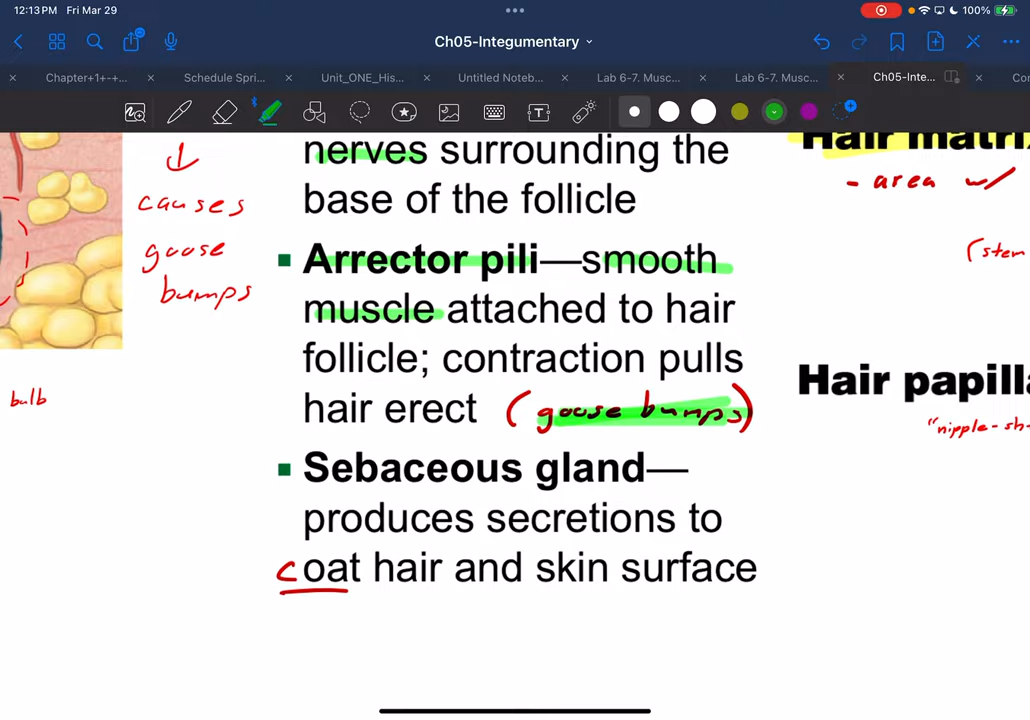 12:13 PM Fri Mar 29
100%
Ch05-Integumentary
Chapter+1+-+...
Schedule Spri...
Unit_ONE_His...
Untitled Noteb...
Lab 6-7. Musc...
Lab 6-7. Musc...
Ch05-Inte...
Cor
nerves surrounding the
base of the follicle
Arrector pili—smooth
muscle attached to hair
follicle; contraction pulls
hair erect (goose bumps)
Sebaceous gland—
produces secretions to
coat hair and skin surface
causes
goose
bumps
bulb
Hair matri
- area w/
(stem
Hair papilla
"nipple-sh-